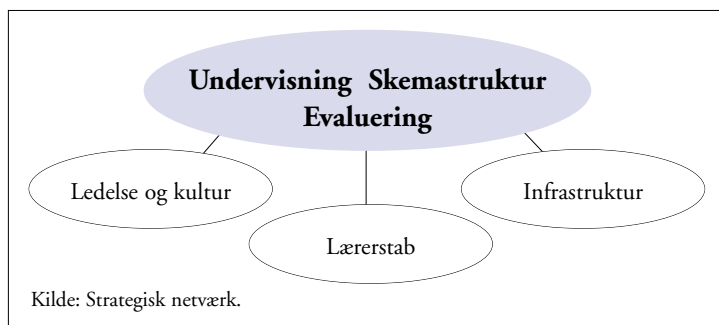 Undervisning Skemastruktur
Evaluering
Ledelse og kultur
Infrastruktur
Lærerstab
Kilde: Strategisk netværk.